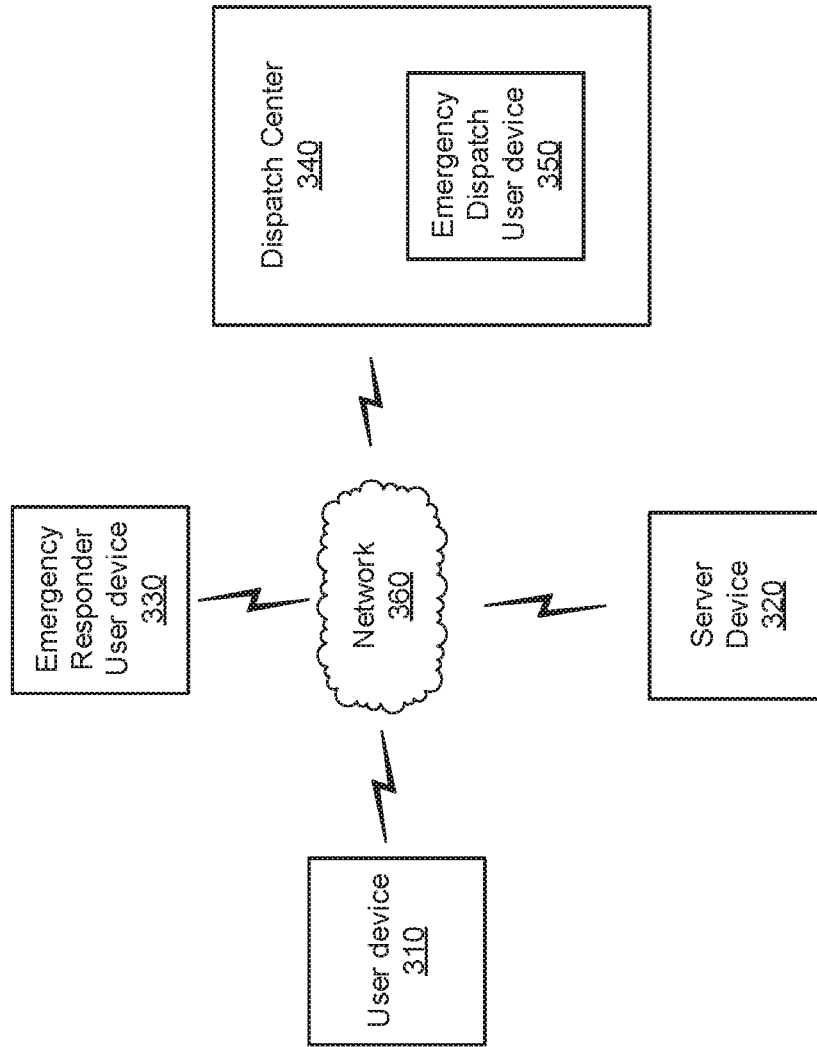 Emergency
Responder
User device
330
User device
310
Network
360
Server
Device
320
Dispatch Center
340
Emergency
Dispatch
User device
350